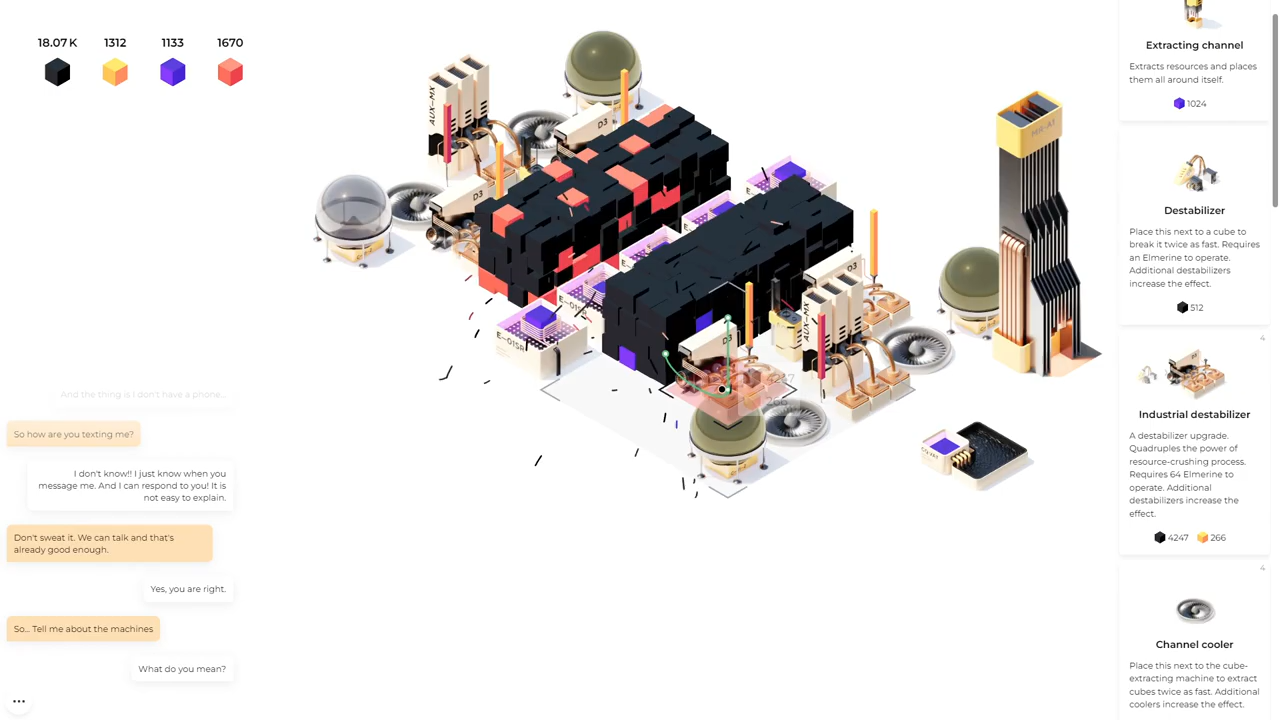 18.07 K
1312
1133
1670
And the thing is I don't have a phone...
So how are you texting me?
I don't know!! I just know when you
message me. And I can respond to you! It is
not easy to explain.
Don't sweat it. We can talk and that's
already good enough.
Yes, you are right.
So... Tell me about the machines
What do you mean?
AUX-MX
D3
D3
E-01SR
E-01SR
D3
AUX-MX
MR-A1
266
Extracting channel
Extracts resources and places
them all around itself.
1024
Destabilizer
Place this next to a cube to
break it twice as fast. Requires
an Elmerine to operate.
Additional destabilizers
increase the effect.
512
4
Industrial destabilizer
A destabilizer upgrade.
Quadruples the power of
resource-crushing process.
Requires 64 Elmerine to
operate. Additional
destabilizers increase the
effect.
4247
266
4
Channel cooler
Place this next to the cube-
extracting machine to extract
cubes twice as fast. Additional
coolers increase the effect.